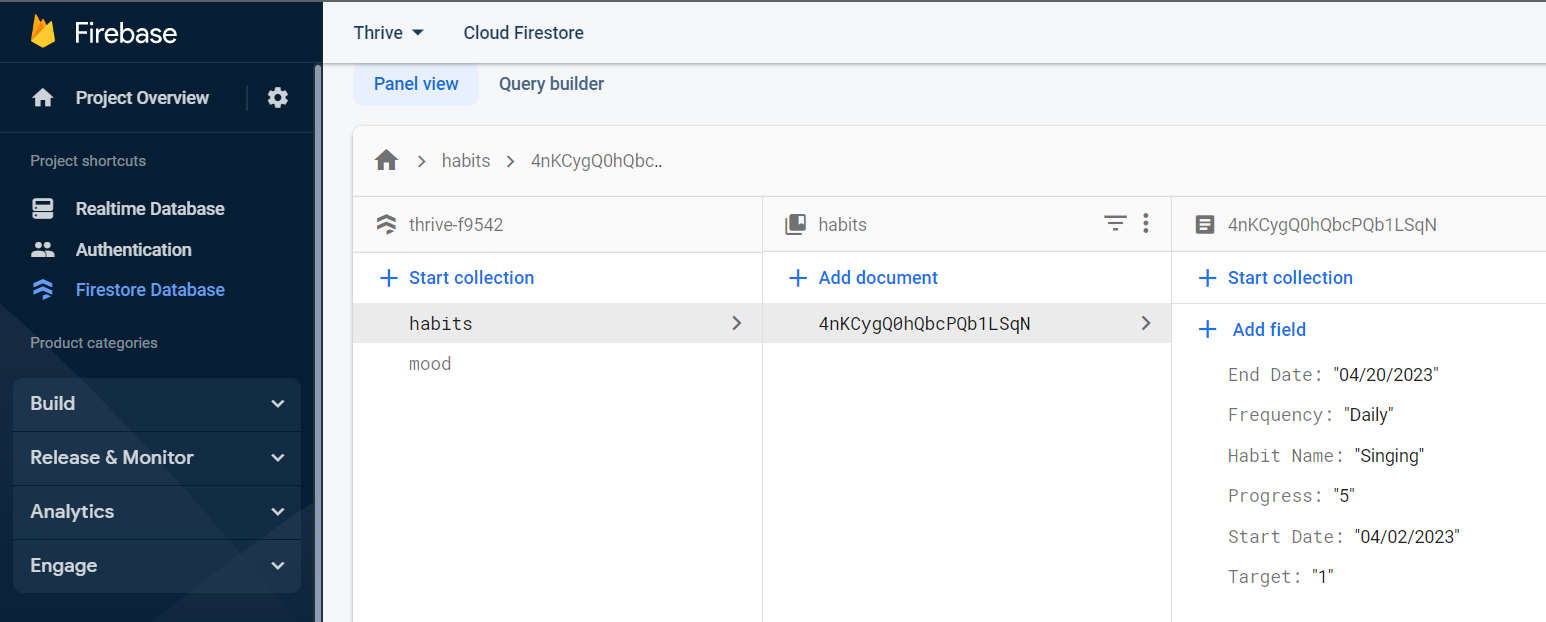 Firebase
Project Overview
Project shortcuts
Realtime Database
Authentication
Firestore Database
Product categories
Build
Release & Monitor
Analytics
Engage
Thrive
Cloud Firestore
Panel view
Query builder
habits
4nKCygQ0hQbc..
thrive-f9542
Start collection
habits
mood
habits
Add document
4nKCygQ0hQbcPQb1LSqN
4nKCygQ0hQbcPQb1LSqN
Start collection
Add field
End Date: "04/20/2023"
Frequency: "Daily"
Habit Name: "Singing"
Progress: "5"
Start Date: "04/02/2023"
Target: "1"